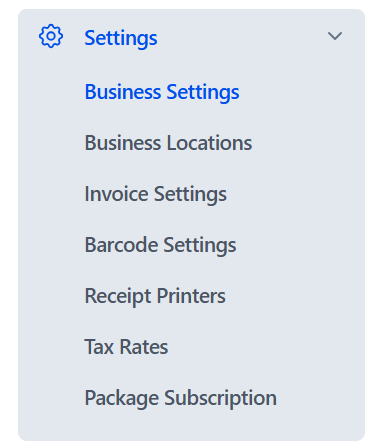 Settings
Business Settings
Business Locations
Invoice Settings
Barcode Settings
Receipt Printers
Tax Rates
Package Subscription